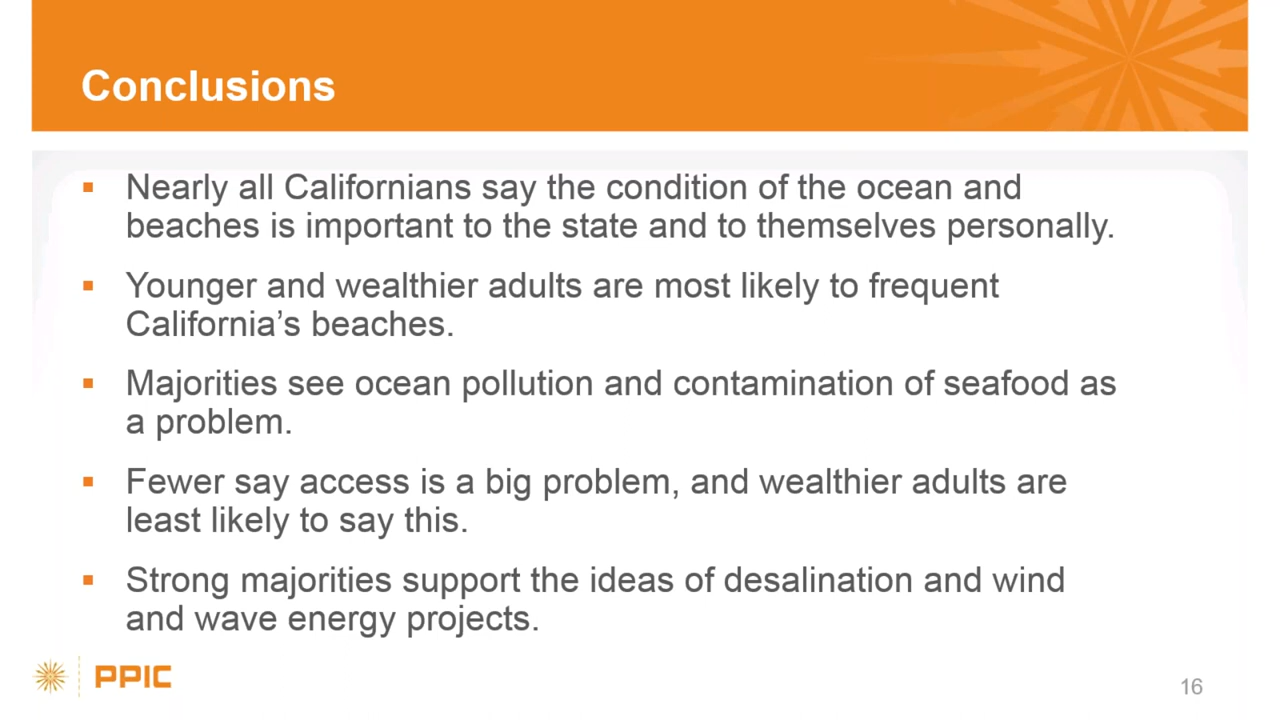 Conclusions
▪ Nearly all Californians say the condition of the ocean and
beaches is important to the state and to themselves personally.
▪ Younger and wealthier adults are most likely to frequent
California’s beaches.
▪ Majorities see ocean pollution and contamination of seafood as
a problem.
▪ Fewer say access is a big problem, and wealthier adults are
least likely to say this.
▪ Strong majorities support the ideas of desalination and wind
and wave energy projects.
PPIC
16